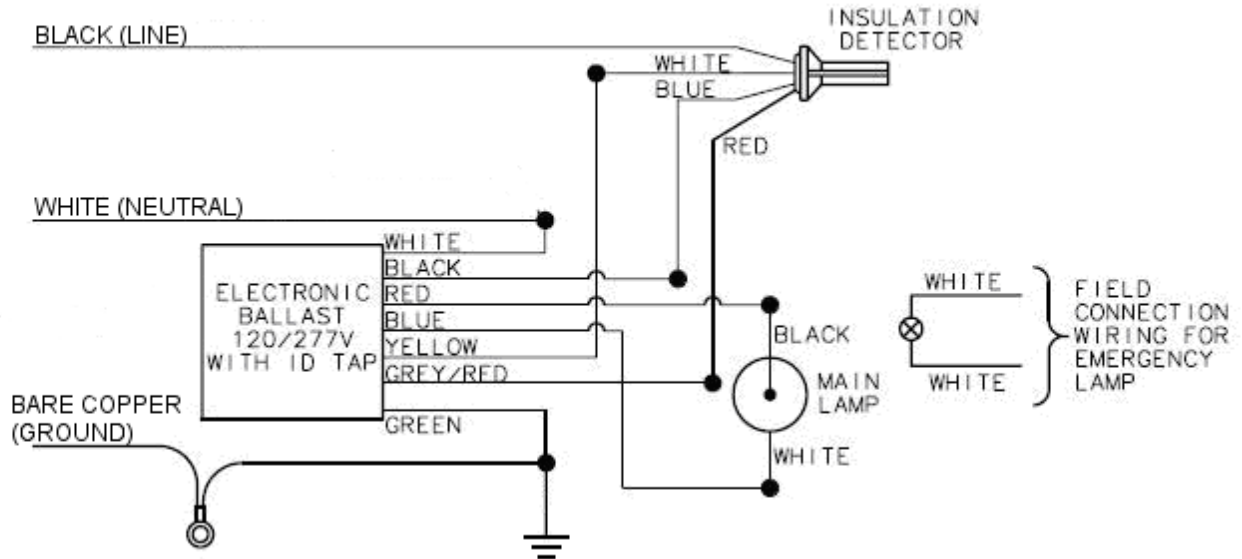 BLACK (LINE)
INSULATION
DETECTOR
WHITE
BLUE
RED
WHITE (NEUTRAL)
WHITE
BLACK
RED
BLUE
YELLOW
GREY/RED
GREEN
ELECTRONIC
BALLAST
120/277V
WITH ID TAP
BARE COPPER
(GROUND)
BLACK
MAIN
LAMP
WHITE
WHITE
WHITE
FIELD
CONNECTION
WIRING FOR
EMERGENCY
LAMP